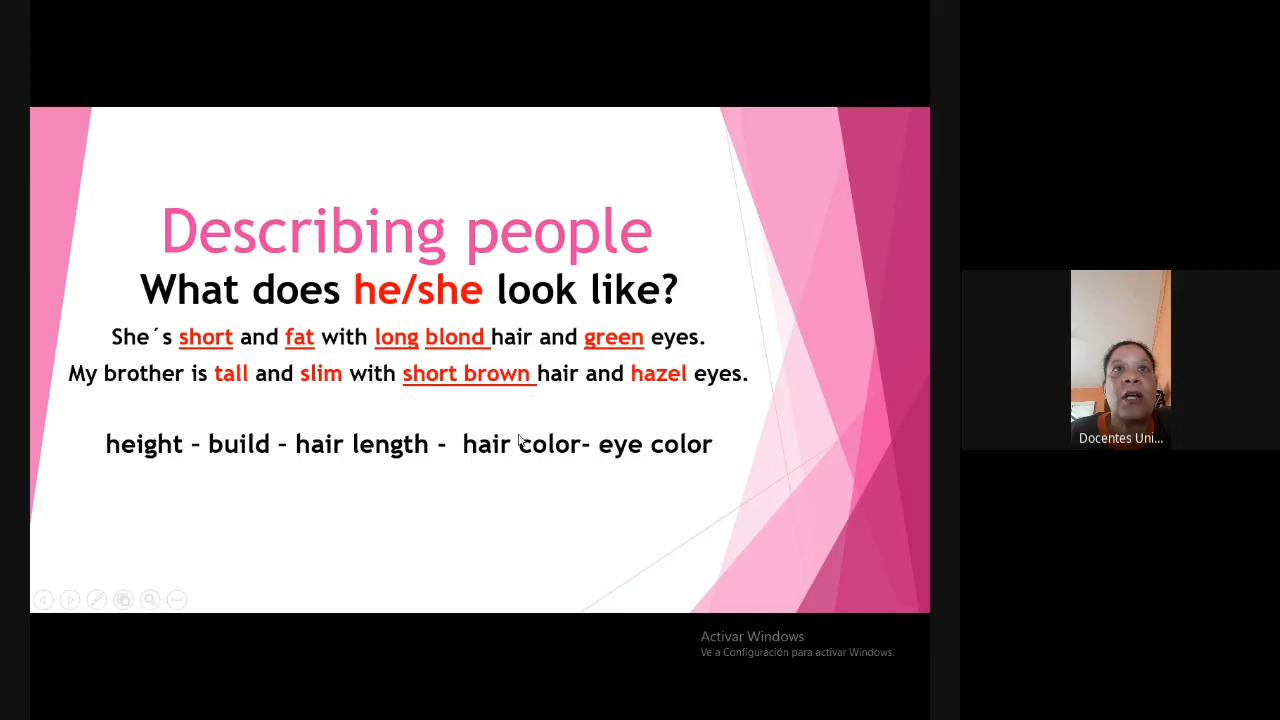 Describing people
What does he/she look like?
She´s short and fat with long blond hair and green eyes.
My brother is tall and slim with short brown hair and hazel eyes.
height – build – hair length -  hair color- eye color
Activar Windows
Ve a Configuración para activar Windows.
Docentes Uni...